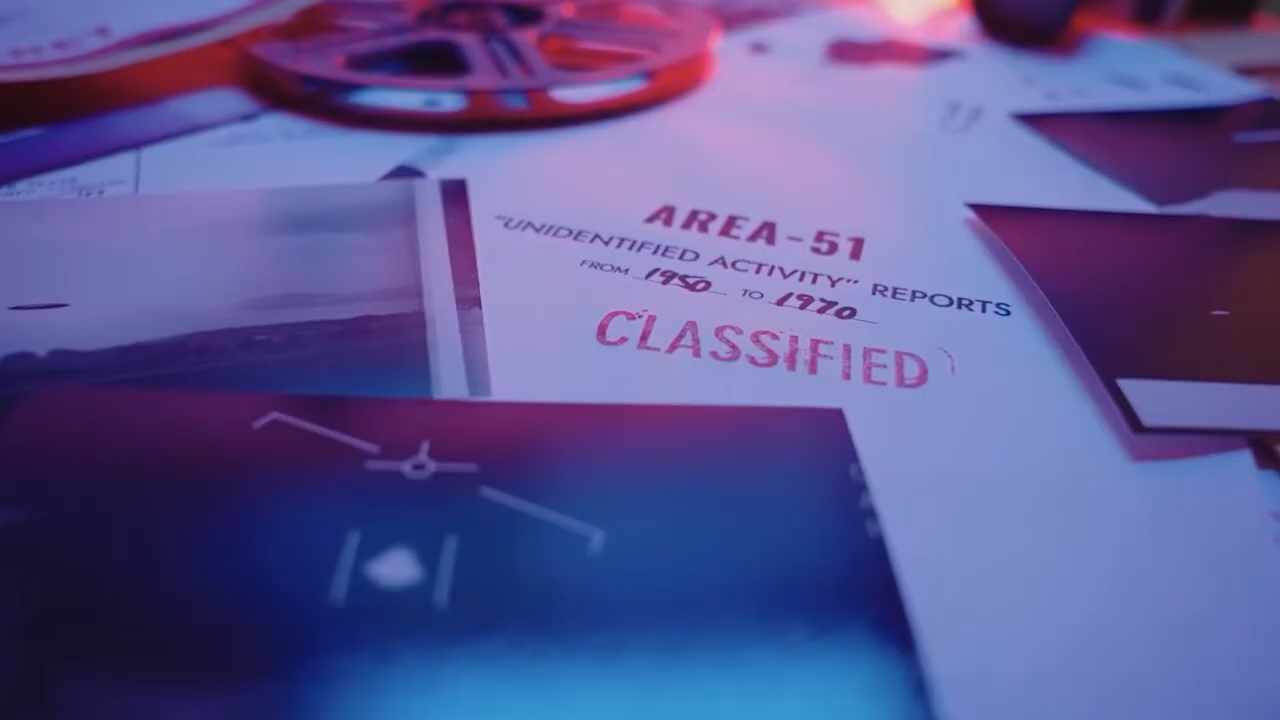 AREA-51
"UNIDENTIFIED ACTIVITY" REPORTS
FROM 1950 TO 1970
CLASSIFIED